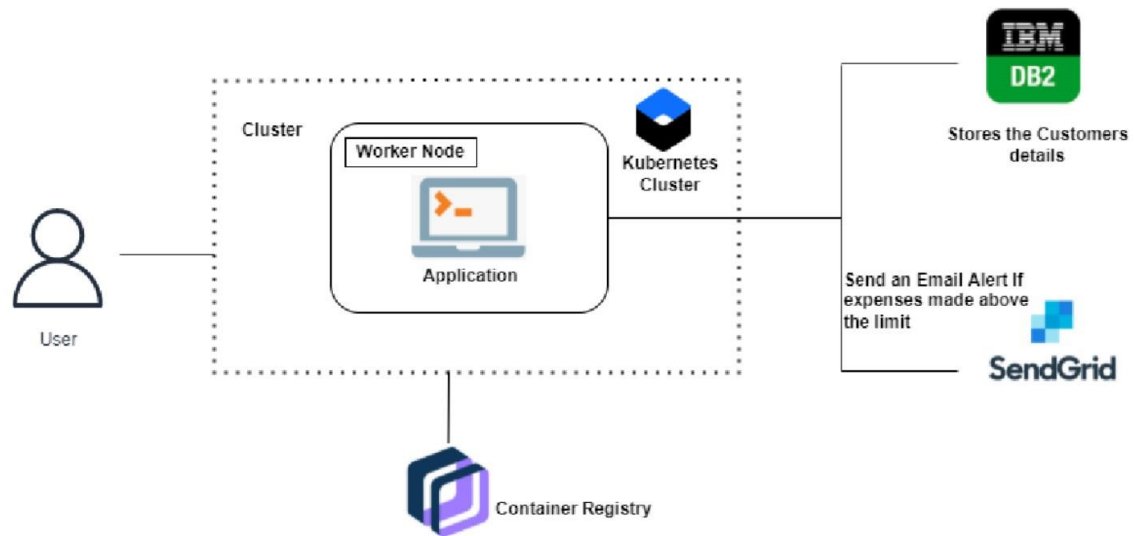 IBM
DB2
Stores the Customers
details
Cluster
Worker Node
Kubernetes
Cluster
Application
User
Send an Email Alert If
expenses made above
the limit
SendGrid
Container Registry